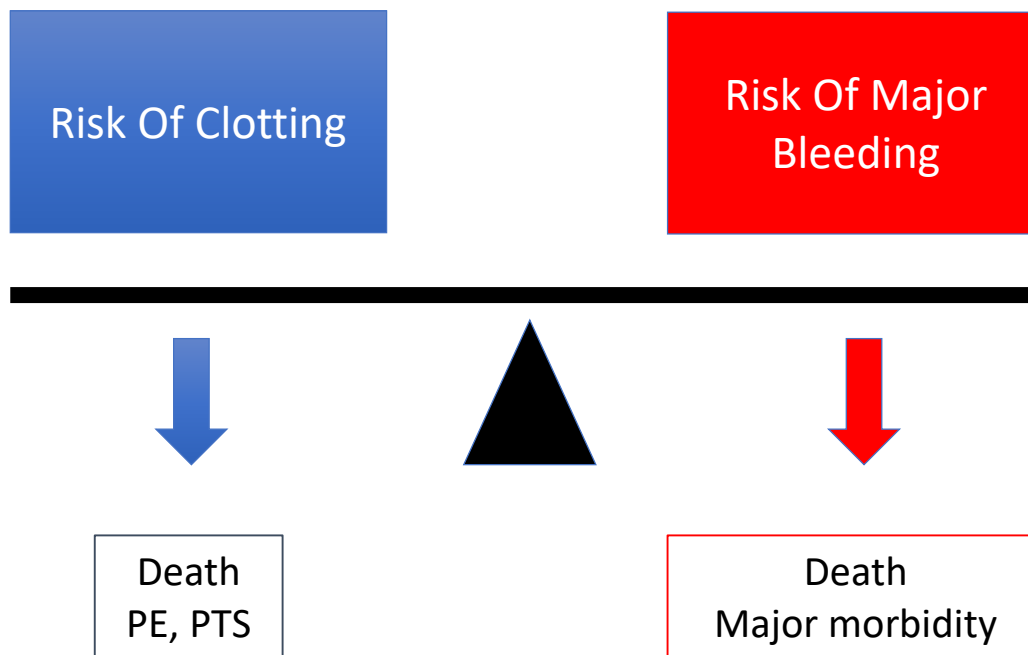 Risk Of Clotting
Risk Of Major
Bleeding
Death
PE, PTS
Death
Major morbidity